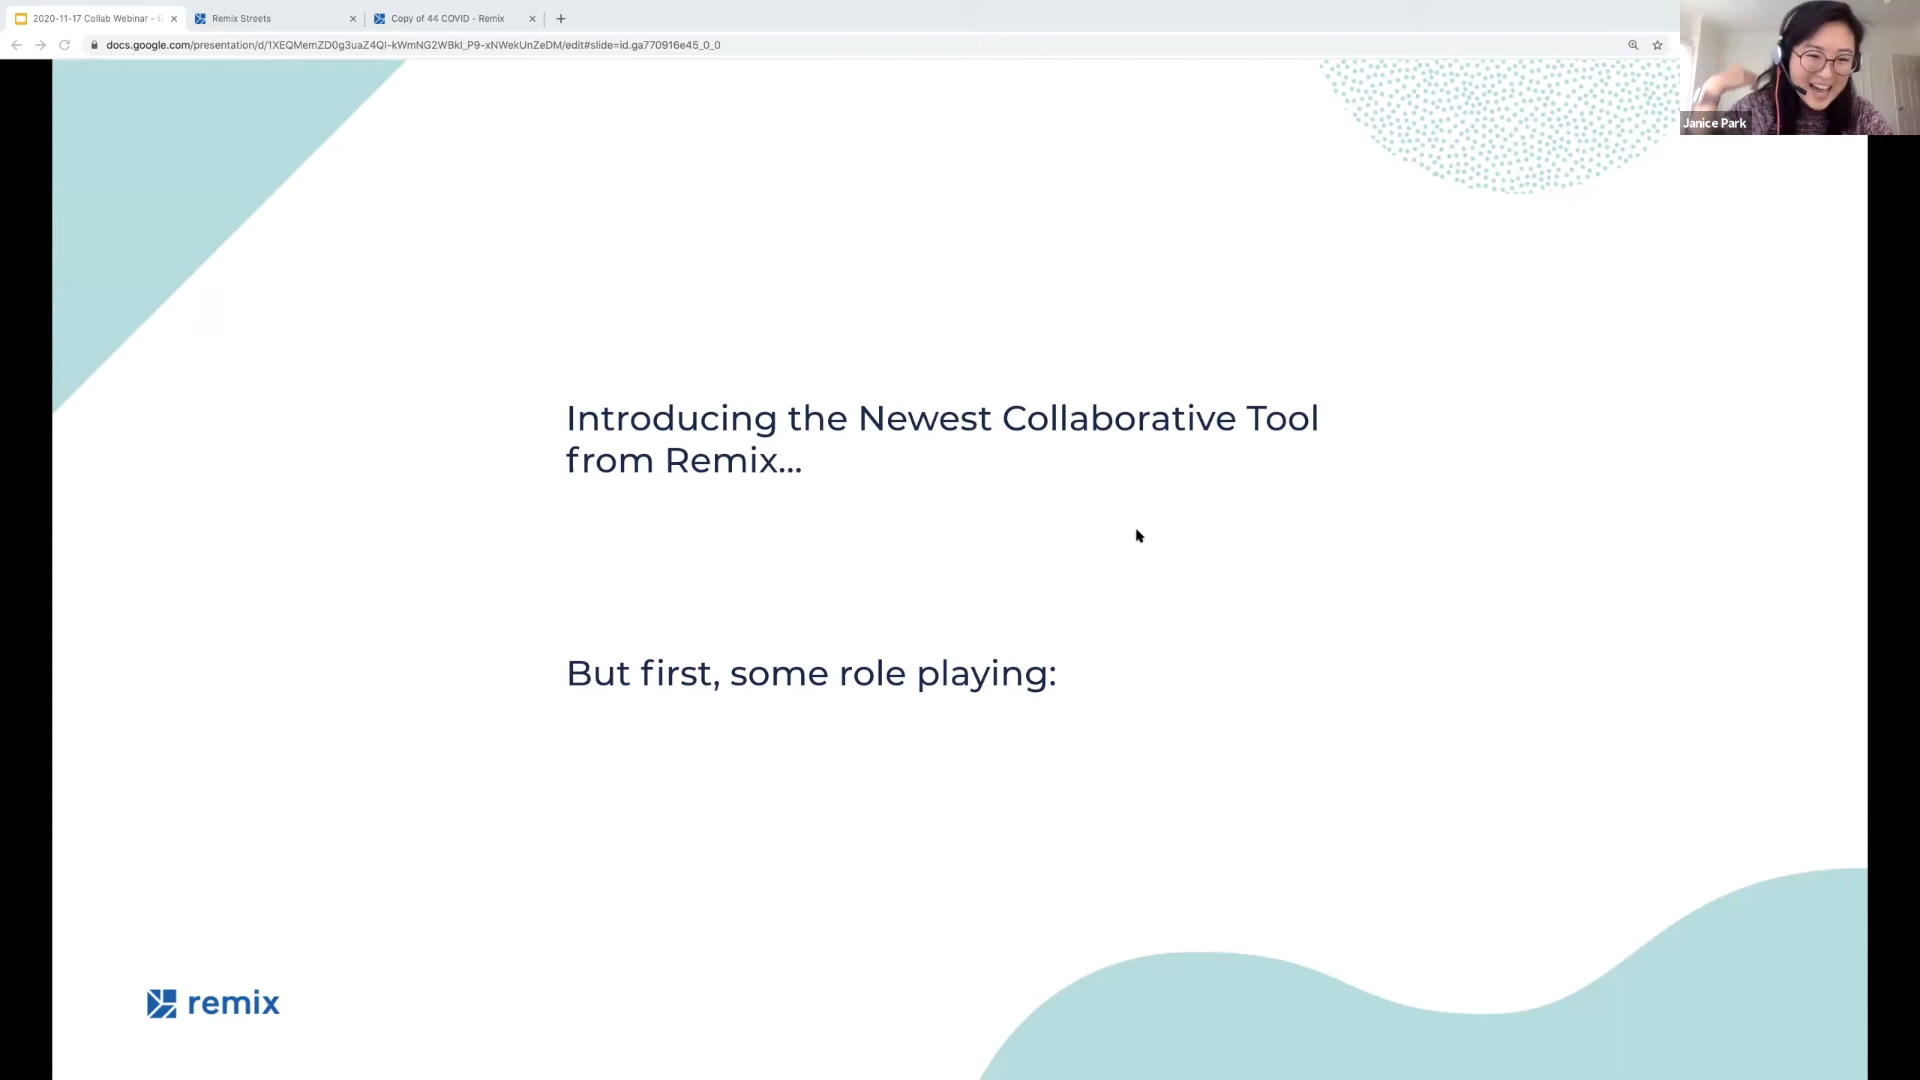 2020-11-17 Collab Webinar - G
Remix Streets
Copy of 44 COVID - Remix
docs.google.com/presentation/d/1XEQMemZD0g3uaZ4QI-kWmNG2WBkI_P9-xNWekUnZeDM/edit#slide=id.ga770916e45_0_0
Janice Park
Introducing the Newest Collaborative Tool
from Remix...
But first, some role playing:
remix